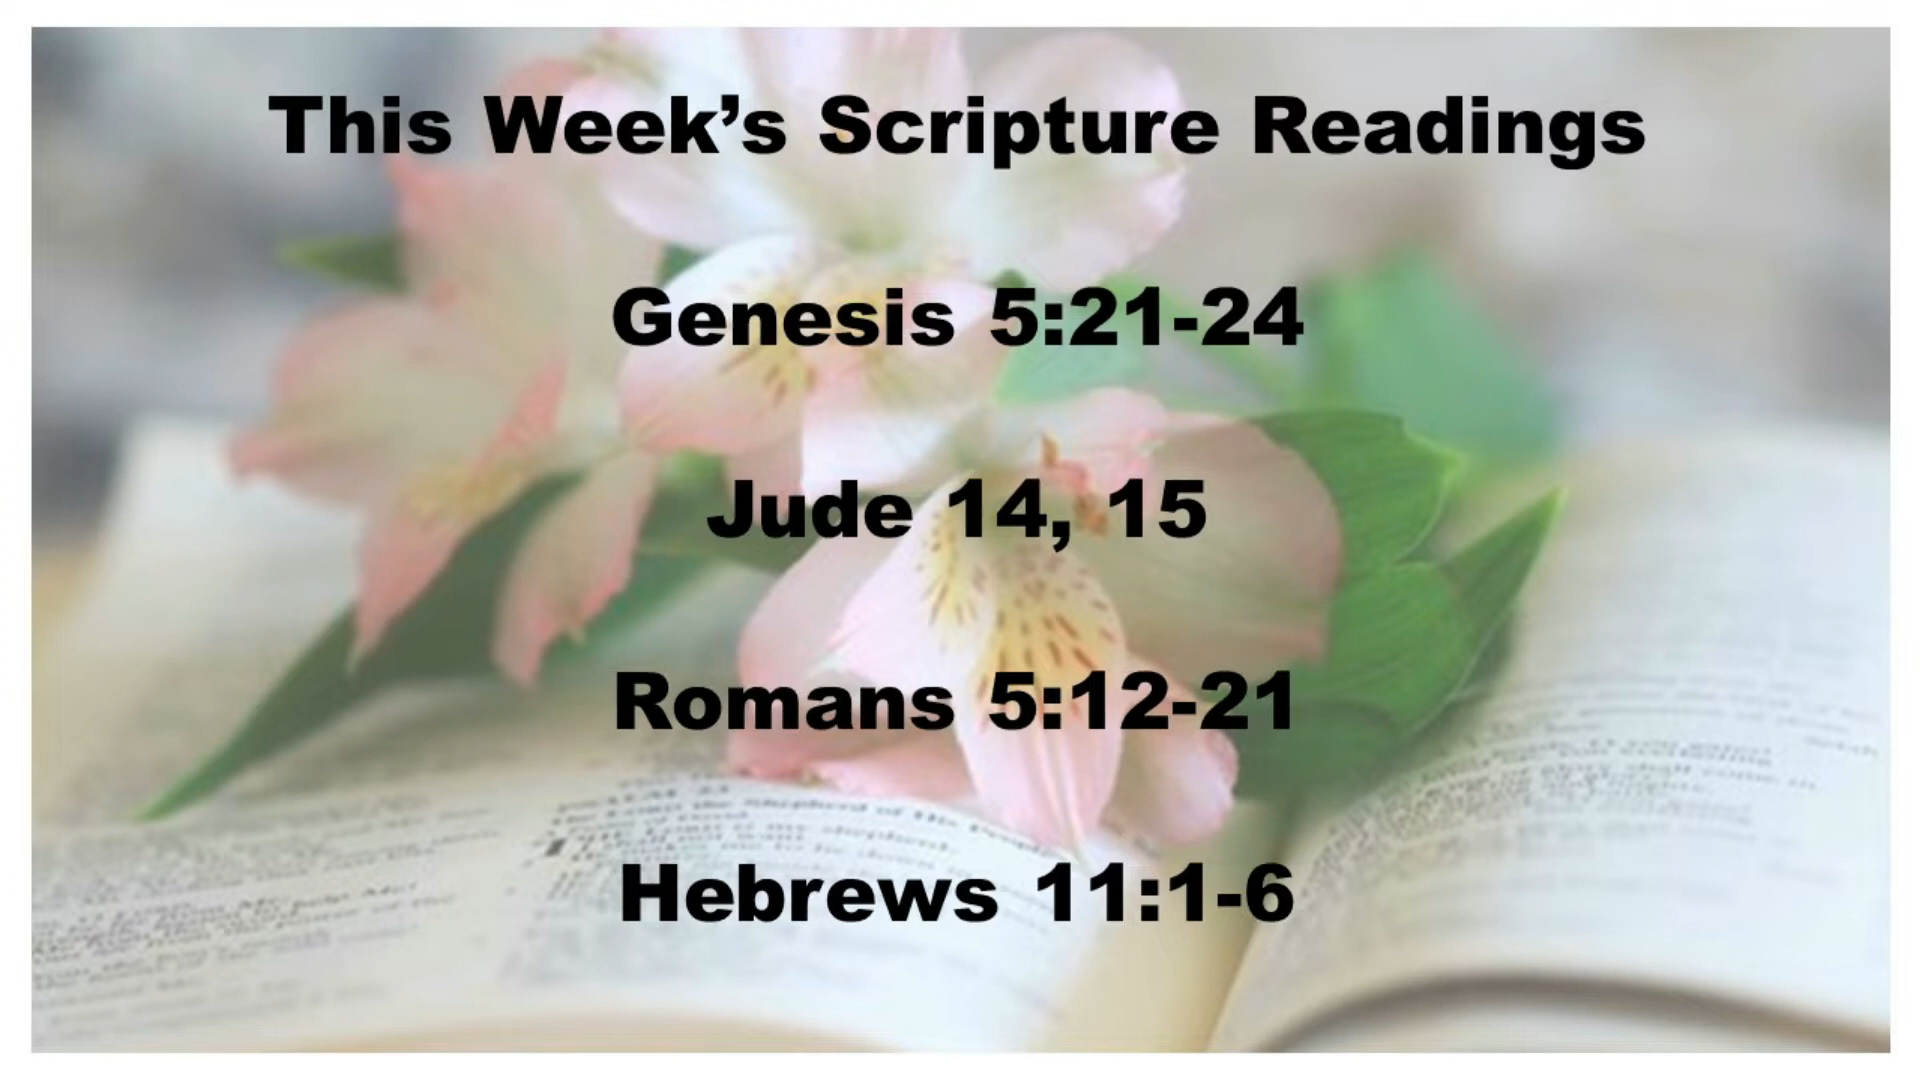 This Week’s Scripture Readings
Genesis 5:21-24
Jude 14, 15
Romans 5:12-21
Hebrews 11:1-6